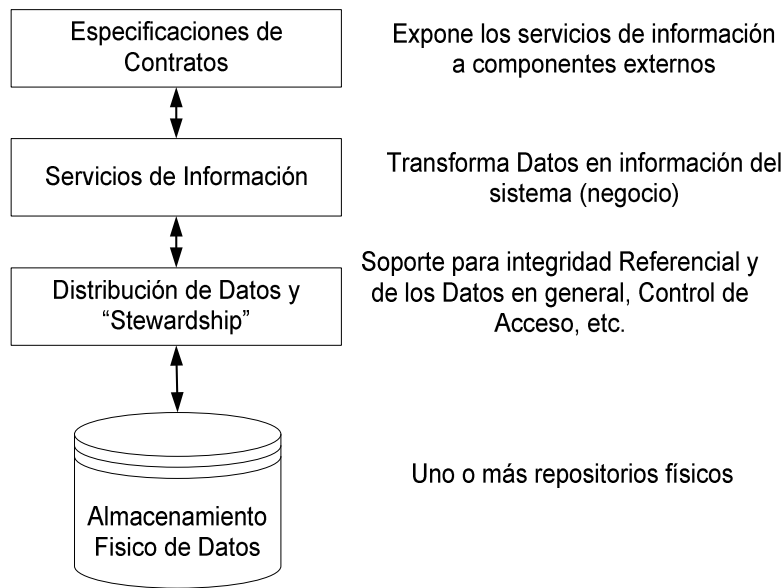 Especificaciones de
Contratos
Expone los servicios de información
a componentes externos
Servicios de Información
Transforma Datos en información del
sistema (negocio)
Distribución de Datos y
“Stewardship”
Soporte para integridad Referencial y
de los Datos en general, Control de
Acceso, etc.
Almacenamiento
Fisico de Datos
Uno o más repositorios físicos